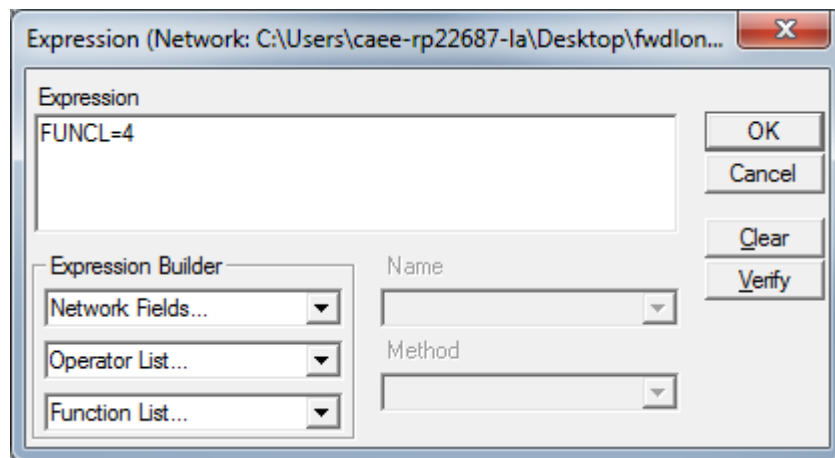 Expression (Network: C:\Users\caee-rp22687-la\Desktop\fwdlon...
Expression
FUNCL=4
OK
Cancel
Clear
Verify
Expression Builder
Network Fields...
Operator List...
Function List...
Name
Method